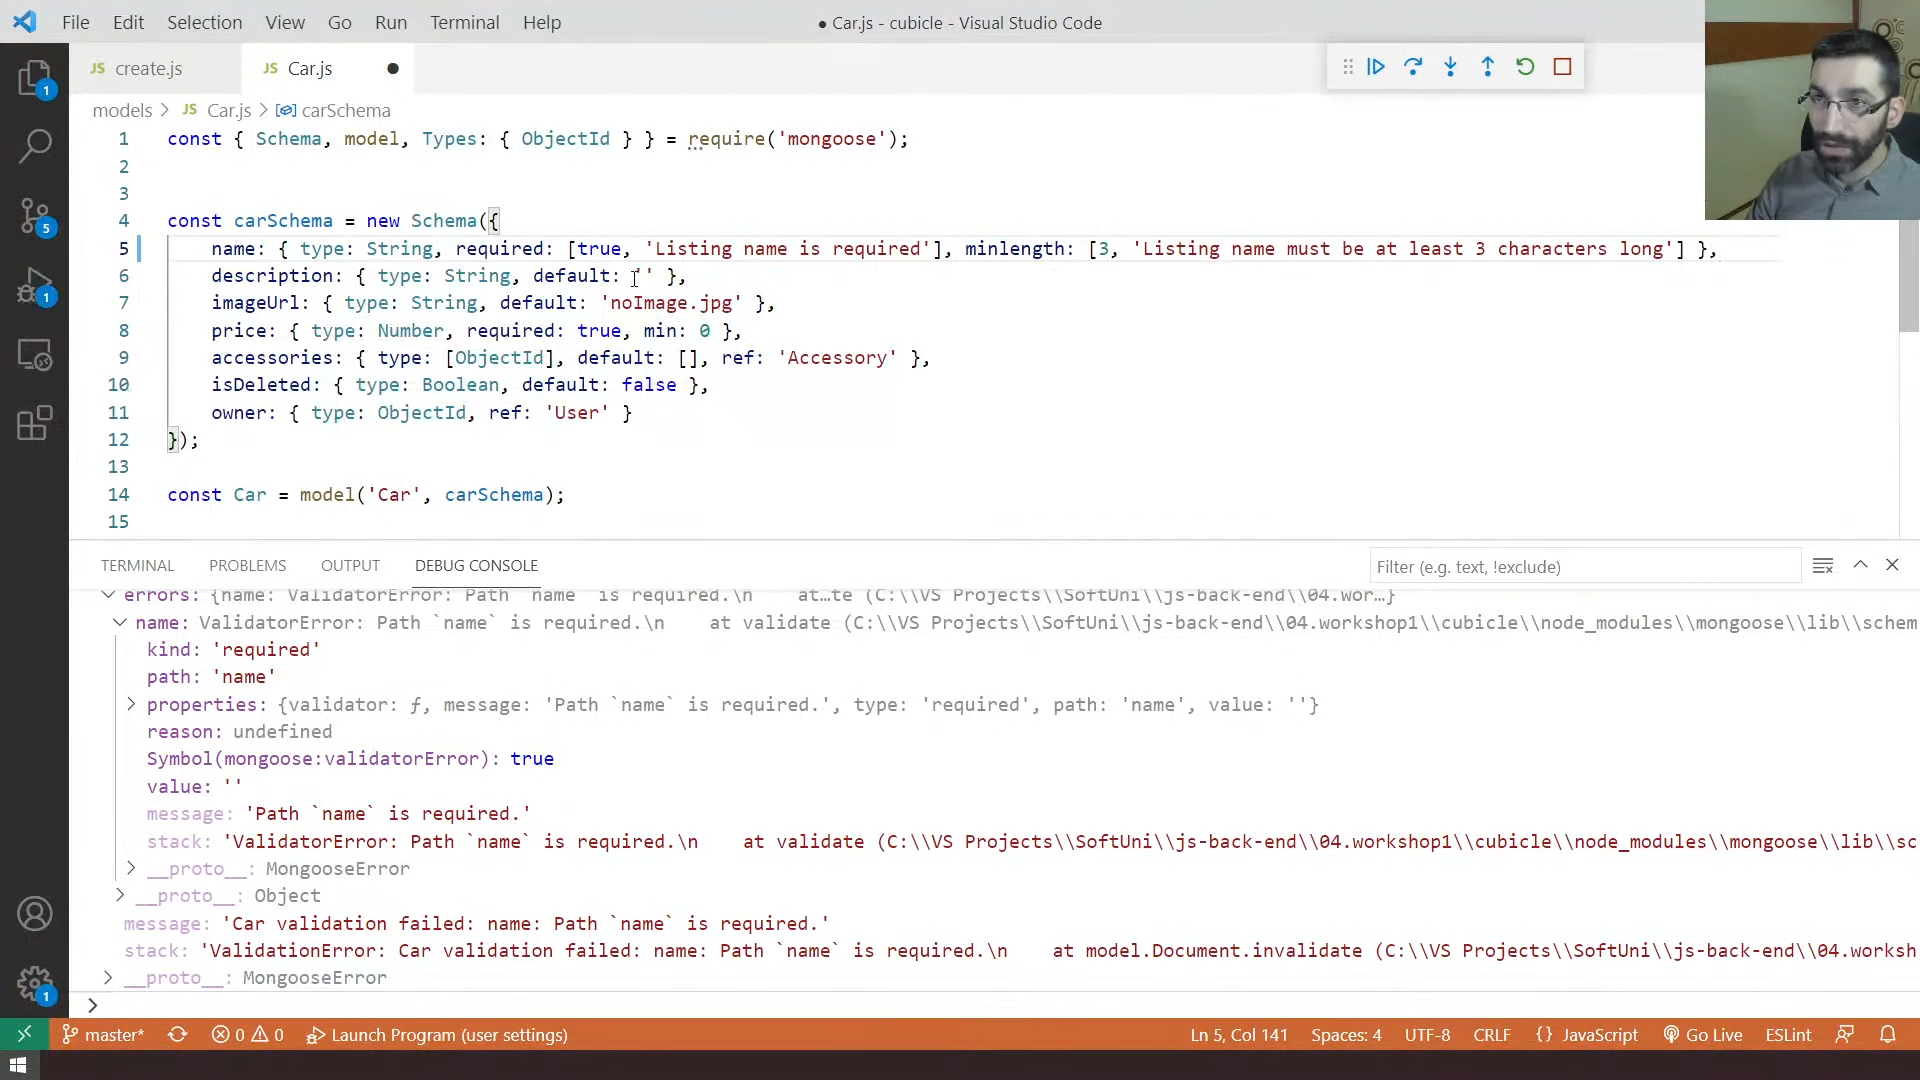 File Edit Selection View Go Run Terminal Help
● Car.js - cubicle - Visual Studio Code
JS create.js
JS Car.js ●
models > JS Car.js > carSchema
1 const { Schema, model, Types: { ObjectId } } = require('mongoose');
2
3
4 const carSchema = new Schema({
5 name: { type: String, required: [true, 'Listing name is required'], minlength: [3, 'Listing name must be at least 3 characters long'] },
6 description: { type: String, default: '' },
7 imageUrl: { type: String, default: 'noImage.jpg' },
8 price: { type: Number, required: true, min: 0 },
9 accessories: { type: [ObjectId], default: [], ref: 'Accessory' },
10 isDeleted: { type: Boolean, default: false },
11 owner: { type: ObjectId, ref: 'User' }
12 });
13
14 const Car = model('Car', carSchema);
15
1
5
1
TERMINAL PROBLEMS OUTPUT DEBUG CONSOLE
Filter (e.g. text, !exclude)
errors: {name: ValidatorError: Path `name` is required.\n    at…te (C:\\VS Projects\\SoftUni\\js-back-end\\04.wor…}
name: ValidatorError: Path `name` is required.\n    at validate (C:\\VS Projects\\SoftUni\\js-back-end\\04.workshop1\\cubicle\\node_modules\\mongoose\\lib\\schem
kind: 'required'
path: 'name'
properties: {validator: ƒ, message: 'Path `name` is required.', type: 'required', path: 'name', value: ''}
reason: undefined
Symbol(mongoose:validatorError): true
value: ''
message: 'Path `name` is required.'
stack: 'ValidatorError: Path `name` is required.\n    at validate (C:\\VS Projects\\SoftUni\\js-back-end\\04.workshop1\\cubicle\\node_modules\\mongoose\\lib\\sc
__proto__: MongooseError
__proto__: Object
message: 'Car validation failed: name: Path `name` is required.'
stack: 'ValidationError: Car validation failed: name: Path `name` is required.\n    at model.Document.invalidate (C:\\VS Projects\\SoftUni\\js-back-end\\04.worksh
__proto__: MongooseError
>
1
master* 0 0 Launch Program (user settings)
Ln 5, Col 141 Spaces: 4 UTF-8 CRLF {} JavaScript Go Live ESLint